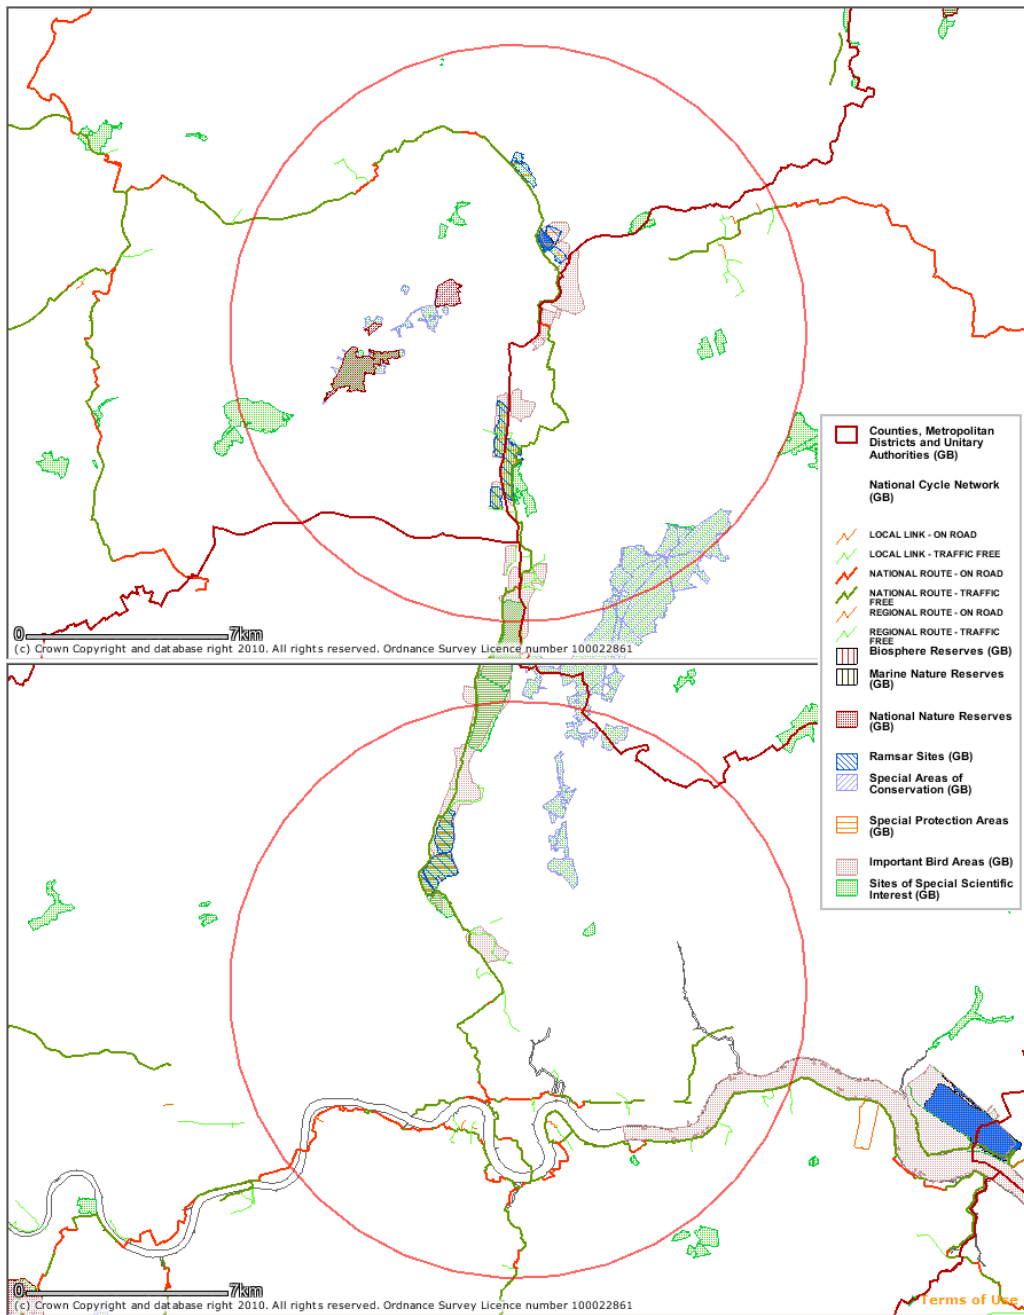 Counties, Metropolitan
Districts and Unitary
Authorities (GB)
National Cycle Network
(GB)
LOCAL LINK - ON ROAD
LOCAL LINK - TRAFFIC FREE
NATIONAL ROUTE - ON ROAD
NATIONAL ROUTE - TRAFFIC
FREE
REGIONAL ROUTE - ON ROAD
REGIONAL ROUTE - TRAFFIC
FREE
Biosphere Reserves (GB)
Marine Nature Reserves
(GB)
National Nature Reserves
(GB)
Ramsar Sites (GB)
Special Areas of
Conservation (GB)
Special Protection Areas
(GB)
Important Bird Areas (GB)
Sites of Special Scientific
Interest (GB)
0 7km
(c) Crown Copyright and database right 2010. All rights reserved. Ordnance Survey Licence number 100022861
0 7km
(c) Crown Copyright and database right 2010. All rights reserved. Ordnance Survey Licence number 100022861
Terms of Use